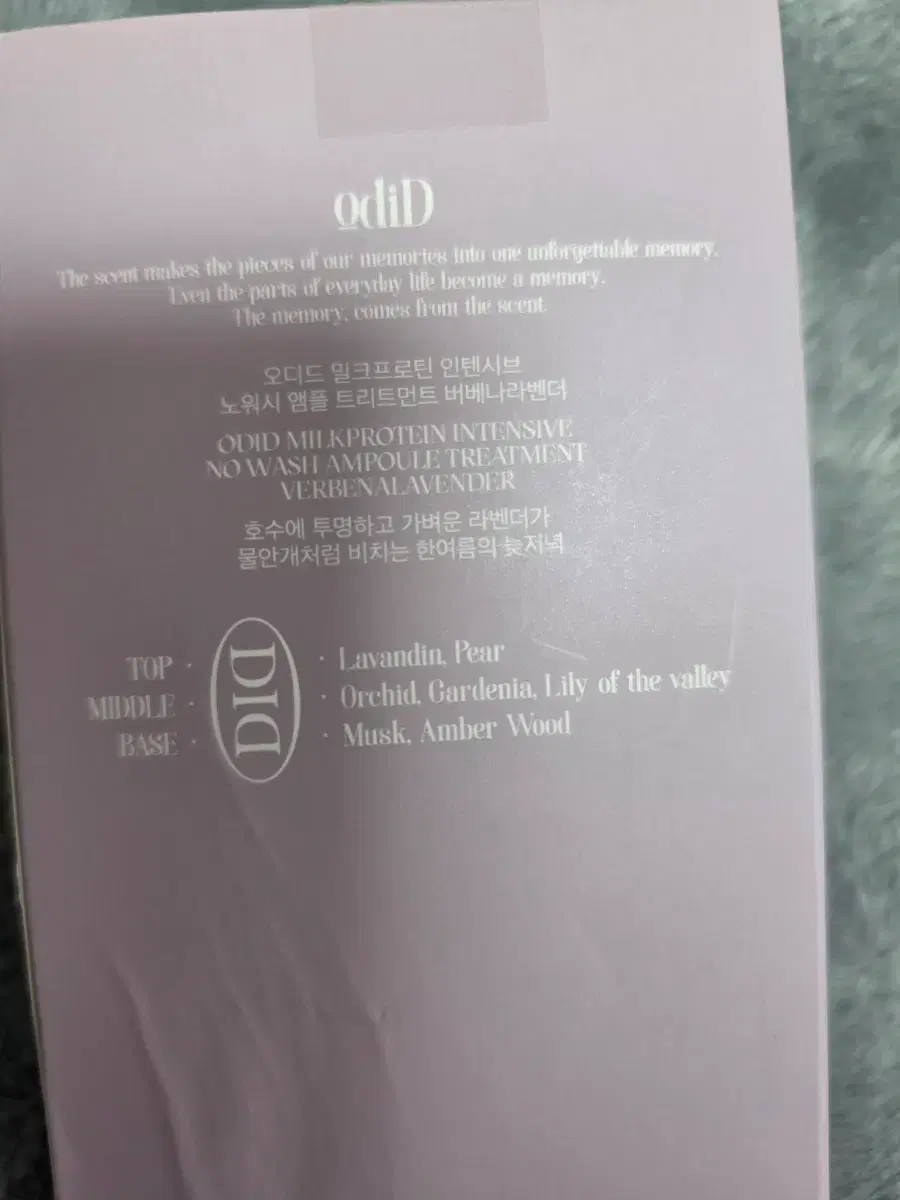 odiD
The scent makes the pieces of our memories into one unforgettable memory.
Even the parts of everyday life become a memory.
The memory, comes from the scent.
오디드 밀크프로틴 인텐시브
노워시 앰플 트리트먼트 버베나라벤더
ODID MILKPROTEIN INTENSIVE
NO WASH AMPOULE TREATMENT
VERBENALAVENDER
호수에 투명하고 가벼운 라벤더가
물안개처럼 비치는 한여름의 늦저녁
DID
TOP · · Lavandin, Pear
MIDDLE · · Orchid, Gardenia, Lily of the valley
BASE · · Musk, Amber Wood